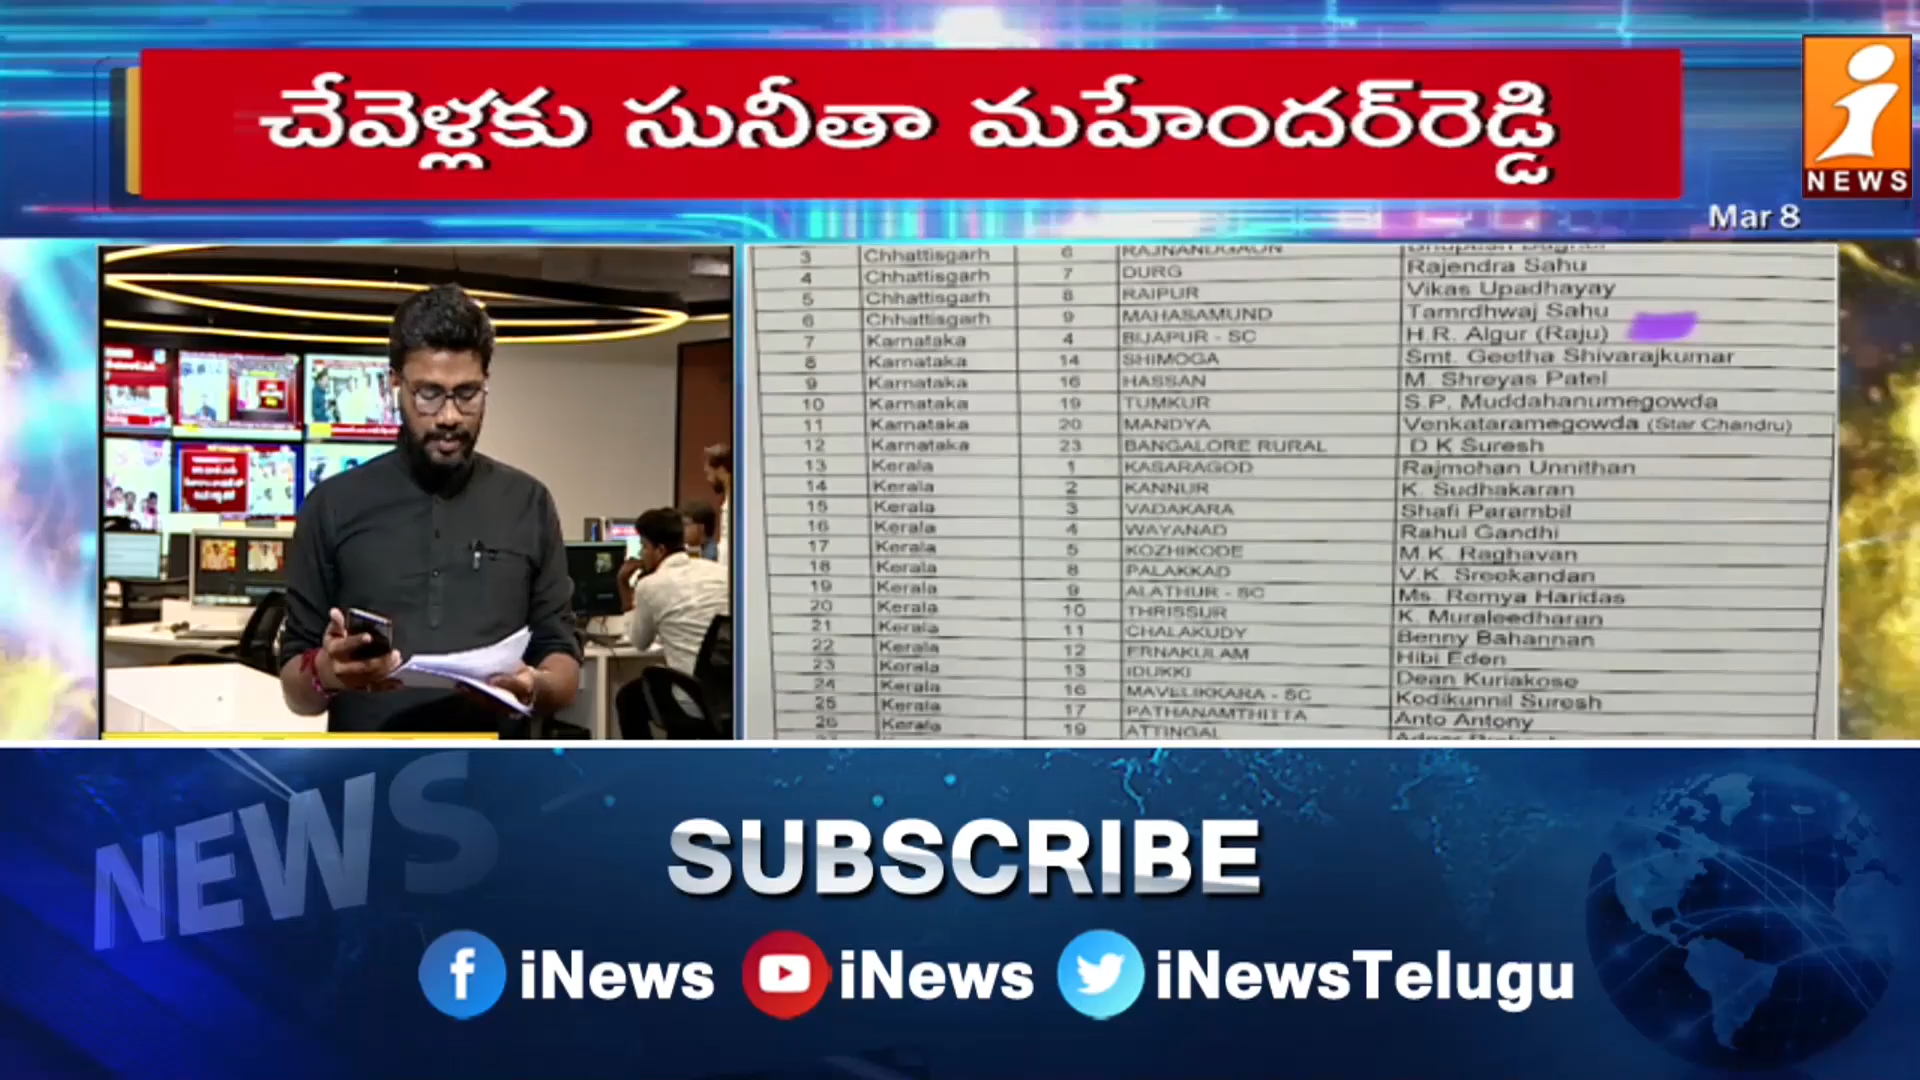 చేవెళ్లకు సునీతా మహేందర్‌రెడ్డి
i
NEWS
Mar 8
3 Chhattisgarh 6 RAJNANDGAON
4 Chhattisgarh 7 DURG Rajendra Sahu
5 Chhattisgarh 8 RAIPUR Vikas Upadhayay
6 Chhattisgarh 9 MAHASAMUND Tamrdhwaj Sahu
7 Karnataka 4 BIJAPUR - SC H.R. Algur (Raju)
8 Karnataka 14 SHIMOGA Smt. Geetha Shivarajkumar
9 Karnataka 16 HASSAN M. Shreyas Patel
10 Karnataka 19 TUMKUR S.P. Muddahanumegowda
11 Karnataka 20 MANDYA Venkataramegowda (Star Chandru)
12 Karnataka 23 BANGALORE RURAL D K Suresh
13 Kerala 1 KASARAGOD Rajmohan Unnithan
14 Kerala 2 KANNUR K. Sudhakaran
15 Kerala 3 VADAKARA Shafi Parambil
16 Kerala 4 WAYANAD Rahul Gandhi
17 Kerala 5 KOZHIKODE M.K. Raghavan
18 Kerala 8 PALAKKAD V.K. Sreekandan
19 Kerala 9 ALATHUR - SC Ms. Remya Haridas
20 Kerala 10 THRISSUR K. Muraleedharan
21 Kerala 11 CHALAKUDY Benny Bahannan
22 Kerala 12 ERNAKULAM Hibi Eden
23 Kerala 13 IDUKKI Dean Kuriakose
24 Kerala 16 MAVELIKKARA - SC Kodikunnil Suresh
25 Kerala 17 PATHANAMTHITTA Anto Antony
26 Kerala 19 ATTINGAL
NEWS
SUBSCRIBE
iNews iNews iNewsTelugu